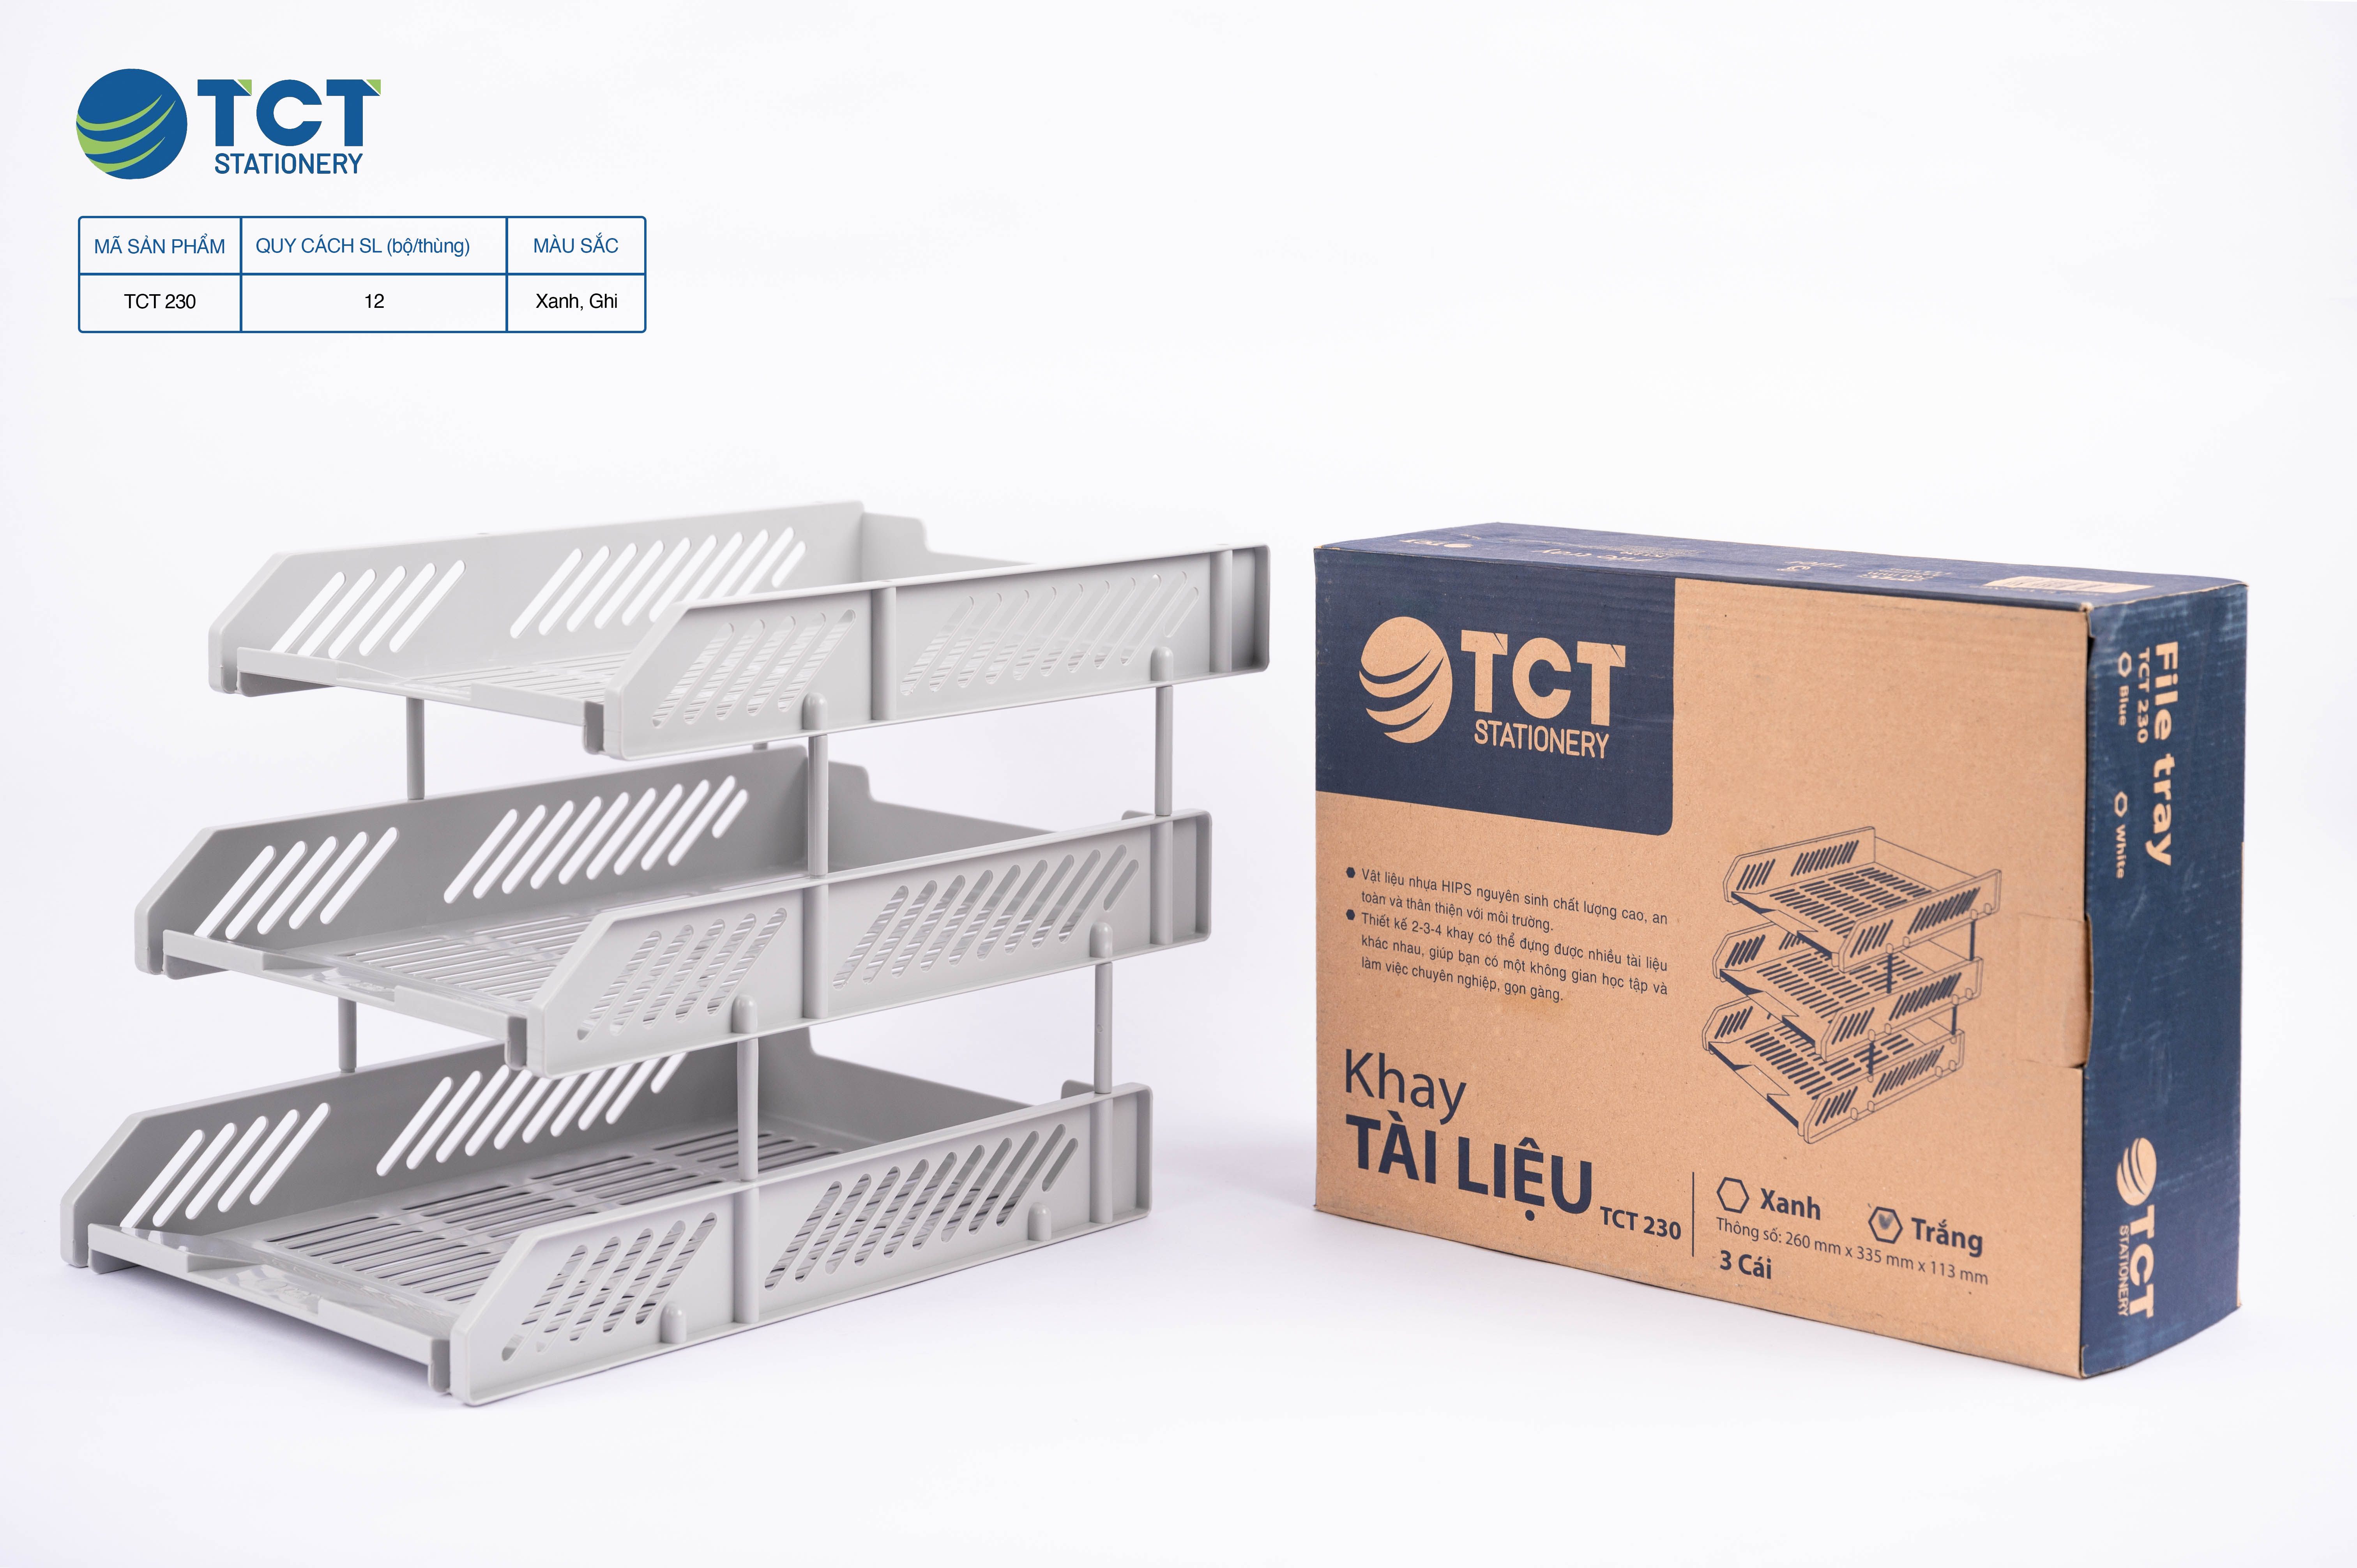 TCT
STATIONERY
MÃ SẢN PHẨM QUY CÁCH SL (bộ/thùng) MÀU SẮC
TCT 230 12 Xanh, Ghi
TCT
STATIONERY
Vật liệu nhựa HIPS nguyên sinh chất lượng cao, an
toàn và thân thiện với môi trường.
Thiết kế 2-3-4 khay có thể đựng được nhiều tài liệu
khác nhau, giúp bạn có một không gian học tập và
làm việc chuyên nghiệp, gọn gàng.
Khay
TÀI LIỆU TCT 230
Xanh Trắng
Thông số: 260 mm x 335 mm x 113 mm
3 Cái
File tray
TCT 230
Blue White
TCT
STATIONERY
TCT
File tray